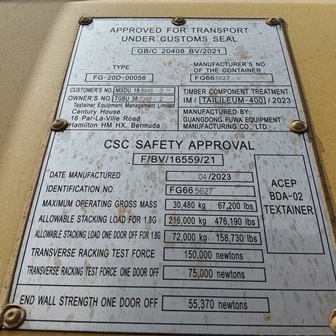 APPROVED FOR TRANSPORT
UNDER CUSTOMS SEAL
GB/C 20408 BV/2021
TYPE
FG-20D-00056
MANUFACTURER'S NO.
OF THE CONTAINER
FG665627
CUSTOMER'S NO. MSDU
OWNER'S NO. TGBU
Textainer Equipment Management Limited
Century House
16 Par-La-Ville Road
Hamilton HM HX, Bermuda
TIMBER COMPONENT TREATMENT
IM / TAILILEUM-400 / 2023
MANUFACTURED BY:
GUANGDONG FUWA EQUIPMENT
MANUFACTURING CO., LTD.
CSC SAFETY APPROVAL
F/BV/16559/21
DATE MANUFACTURED 04/2023
IDENTIFICATION NO. FG665627
MAXIMUM OPERATING GROSS MASS 30,480 kg 67,200 lbs
ALLOWABLE STACKING LOAD FOR 1.8G 216,000 kg 476,190 lbs
ALLOWABLE STACKING LOAD ONE DOOR OFF FOR 1.8G 72,000 kg 158,730 lbs
TRANSVERSE RACKING TEST FORCE 150,000 newtons
TRANSVERSE RACKING TEST FORCE ONE DOOR OFF 75,000 newtons
END WALL STRENGTH ONE DOOR OFF 55,370 newtons
ACEP
BDA-02
TEXTAINER